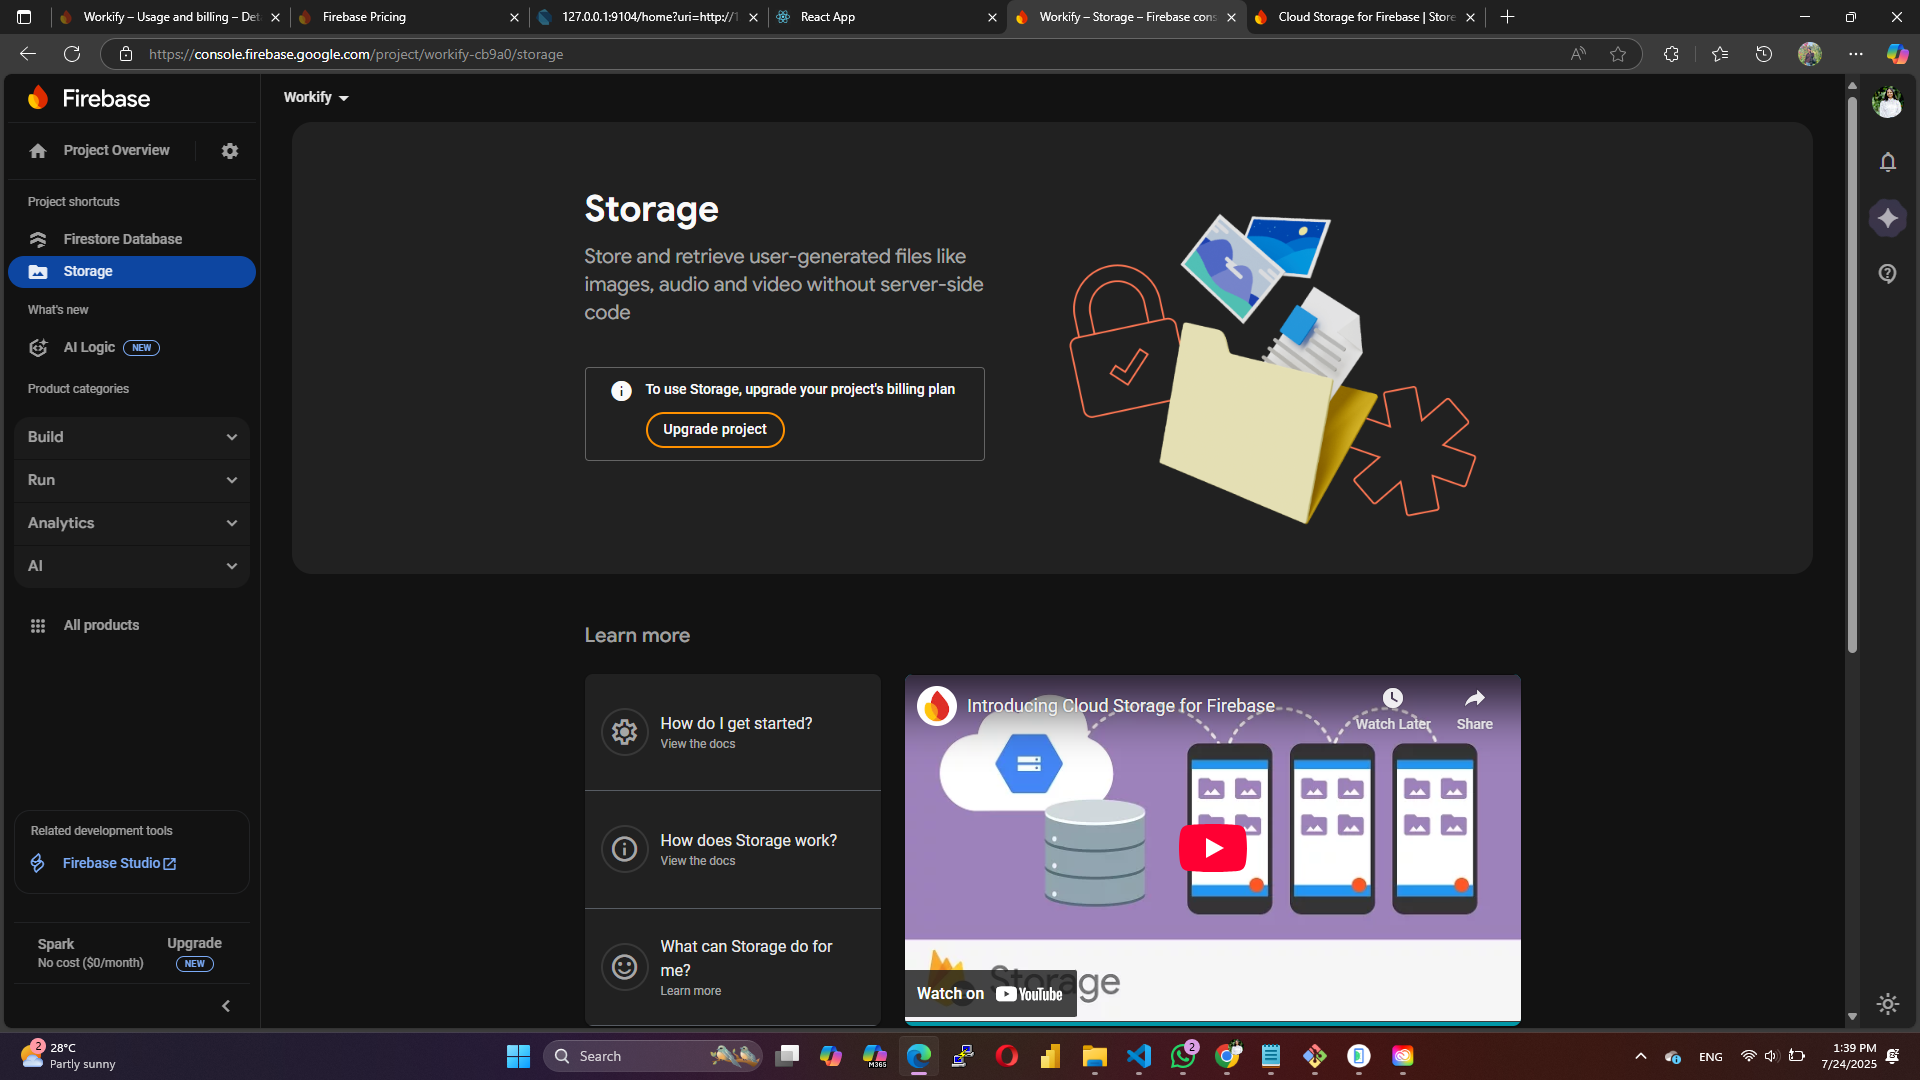 Workify – Usage and billing – Det
Firebase Pricing
127.0.0.1:9104/home?uri=http://1
React App
Workify – Storage – Firebase cons
Cloud Storage for Firebase | Store
https://console.firebase.google.com/project/workify-cb9a0/storage
Firebase
Workify
Project Overview
Project shortcuts
Firestore Database
Storage
What's new
AI Logic NEW
Product categories
Build
Run
Analytics
AI
All products
Related development tools
Firebase Studio
Spark
No cost ($0/month)
Upgrade
NEW
Storage
Store and retrieve user-generated files like
images, audio and video without server-side
code
To use Storage, upgrade your project's billing plan
Upgrade project
Learn more
How do I get started?
View the docs
How does Storage work?
View the docs
What can Storage do for
me?
Learn more
Introducing Cloud Storage for Firebase
Watch Later
Share
Storage
Watch on YouTube
2
28°C
Partly sunny
Search
M365
2
ENG
1:39 PM
7/24/2025